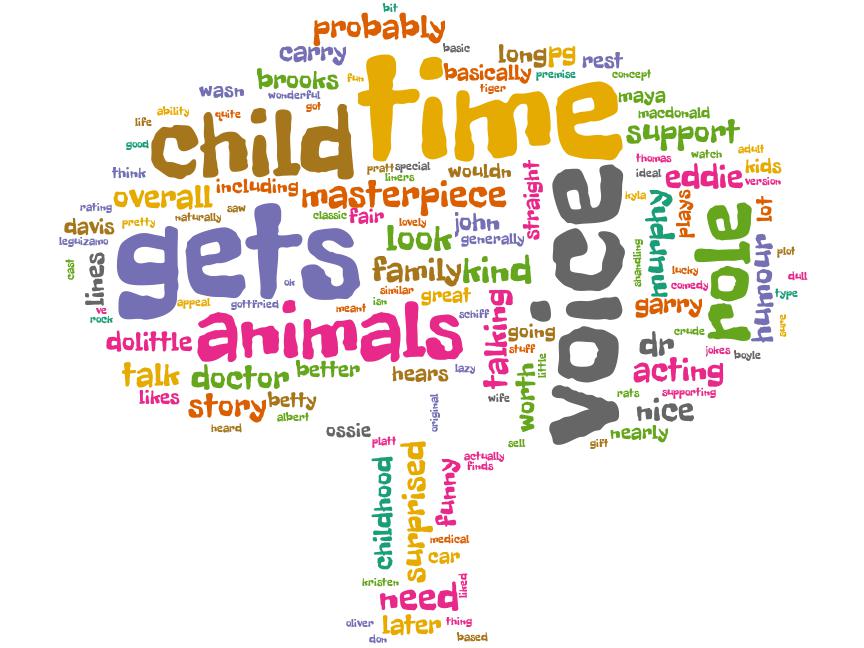 bit
probably
basic
carry
long
pg
rest
brooks
fun
basically
premise
concept
wasn
wonderful
tiger
time
maya
ability
quite
got
macdonald
life
child
support
good
thomas
watch
adult
think
pratt
special
liners
wouldn
straight
ideal
eddie
kids
version
rating
overall
including
masterpiece
kyla
murphy
plays
role
lot
davis
pretty
naturally
saw
classic
fair
lovely
john
generally
leguizamo
gets
look
voice
shandling
humour
plot
cast
lines
ok
family
kind
lucky
dull
comedy
type
ve
rock
appeal
gottfried
similar
meant
isn
great
garry
sure
schiff
talking
going
crude
dolittle
animals
stuff
dr
jokes
boyle
talk
doctor
better
hears
lazy
worth
little
acting
likes
story
betty
wife
rats
supporting
nice
heard
albert
original
ossie
platt
sell
gift
nearly
childhood
surprised
funny
actually
finds
medical
car
kristen
need
liked
oliver
later
thing
don
based